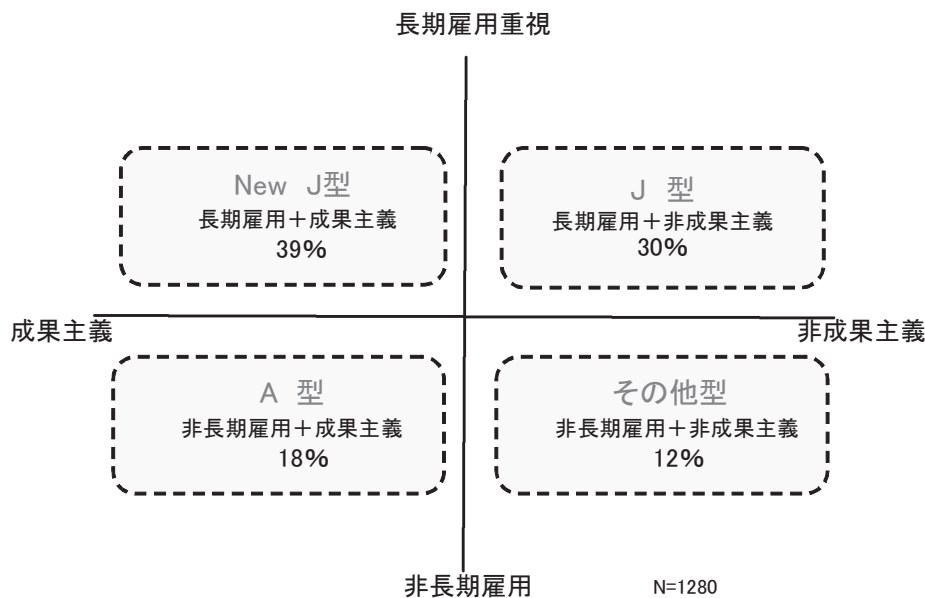 長期雇用重視
New J型
長期雇用＋成果主義
39%
J 型
長期雇用＋非成果主義
30%
成果主義
非成果主義
A 型
非長期雇用＋成果主義
18%
その他型
非長期雇用＋非成果主義
12%
非長期雇用
N=1280